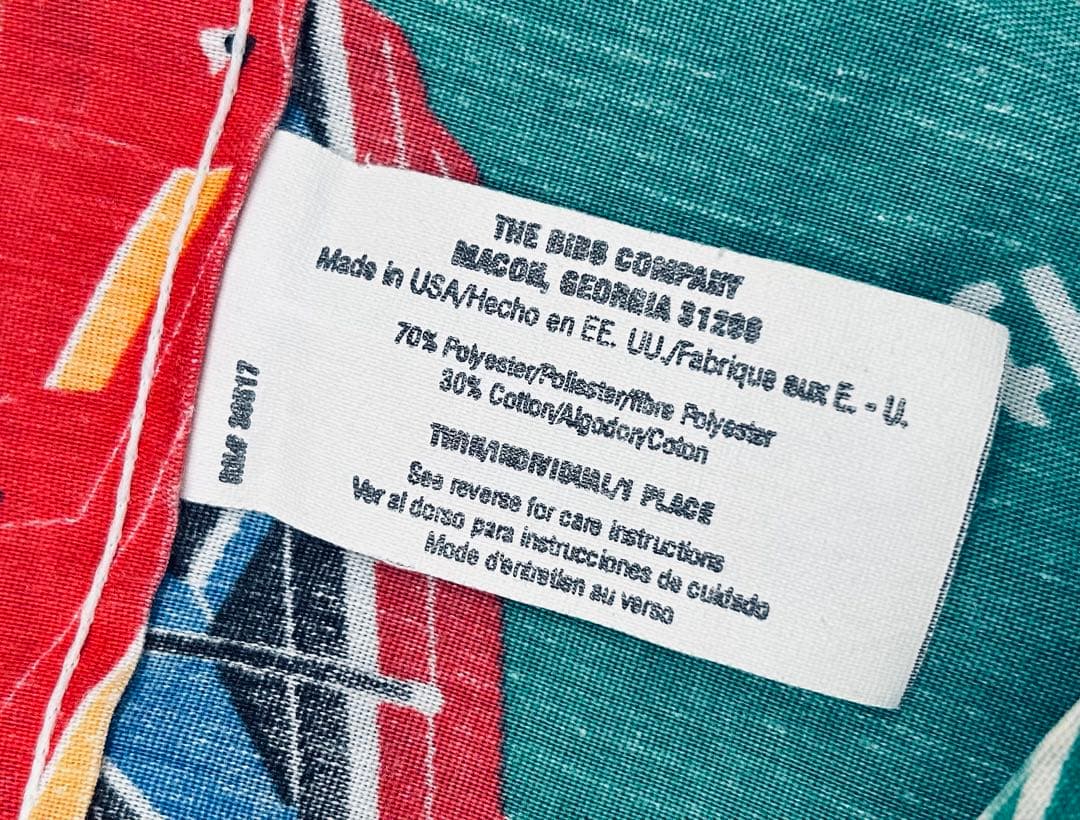 THE BIBB COMPANY
MACON, GEORGIA 31298
Made in USA/Hecho en EE. UU./Fabrique aux E. - U.
70% Polyester/Poliester/fibre Polyester
30% Cotton/Algodon/Coton
TWIN/INDIVIDUAL/1 PLACE
See reverse for care instructions
Ver al dorso para instrucciones de cuidado
Mode d'entretien au verso